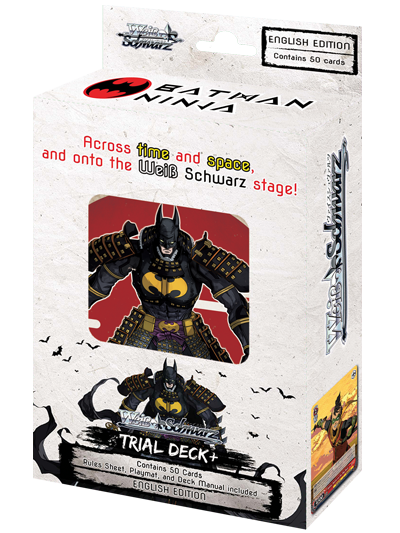 Weiß Schwarz
ENGLISH EDITION
Contains 50 cards
BATMAN
NINJA
Across time and space,
and onto the Weiß Schwarz stage!
Weiß Schwarz
Weiß Schwarz
TRIAL DECK+
Contains 50 Cards
Rules Sheet, Playmat, and Deck Manual included
ENGLISH EDITION